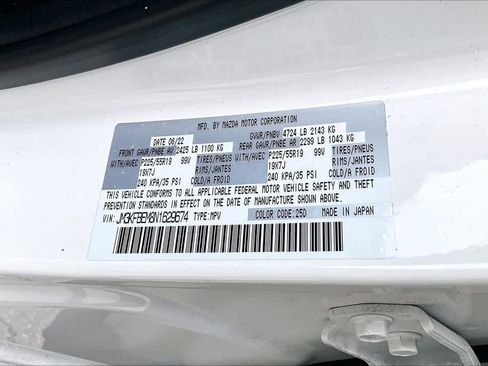 MFD. BY MAZDA MOTOR CORPORATION
DATE 06/22 GVWR/PNBV 4724 LB 2143 KG
FRONT GAWR/PNBE AV 2425 LB 1100 KG REAR GAWR/PNBE AR 2299 LB 1043 KG
WITH/AVEC P225/55R19 99V TIRES/PNEUS WITH/AVEC P225/55R19 99V TIRES/PNEUS
19X7J RIMS/JANTES 19X7J RIMS/JANTES
240 KPA/35 PSI COLD/A FROID 240 KPA/35 PSI COLD/A FROID
THIS VEHICLE CONFORMS TO ALL APPLICABLE FEDERAL MOTOR VEHICLE SAFETY AND THEFT
PREVENTION STANDARDS IN EFFECT ON THE DATE OF MANUFACTURE SHOWN ABOVE.
VIN: JM3KFBEM8N1629674 TYPE:MPV COLOR CODE:25D MADE IN JAPAN